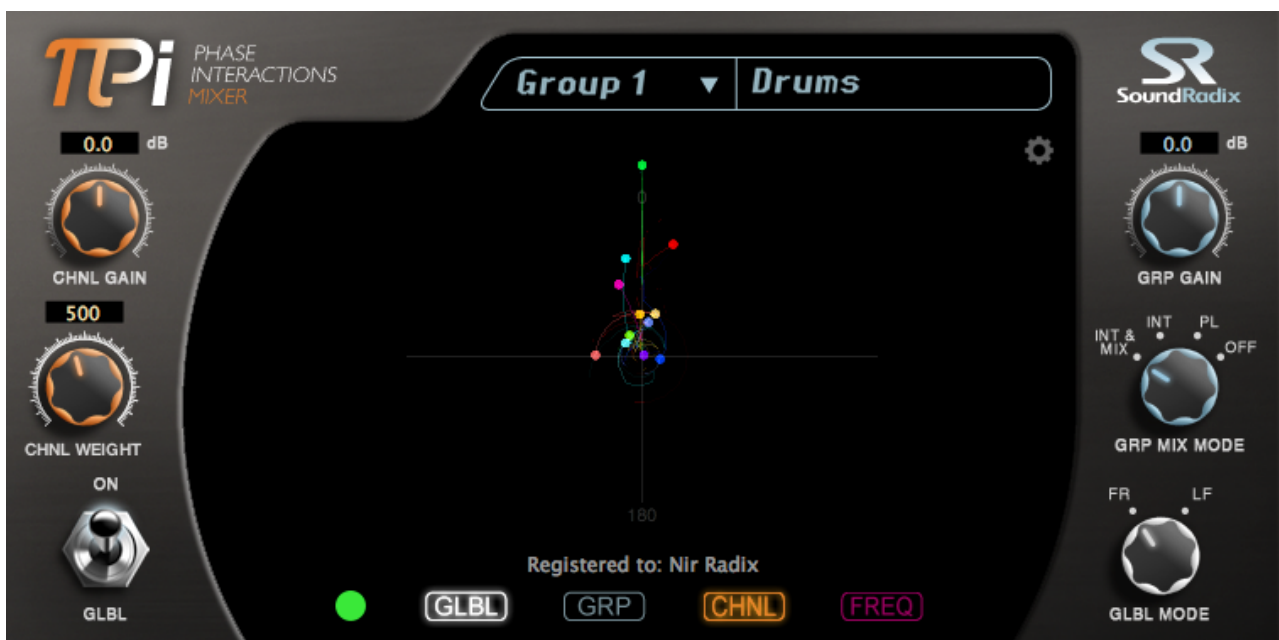 πPi PHASE
INTERACTIONS
MIXER
Group 1 ▼ Drums
SR
SoundRadix
0.0 dB
CHNL GAIN
500
CHNL WEIGHT
ON
GLBL
0
180
Registered to: Nir Radix
GLBL GRP CHNL FREQ
0.0 dB
GRP GAIN
INT & MIX INT PL OFF
GRP MIX MODE
FR LF
GLBL MODE